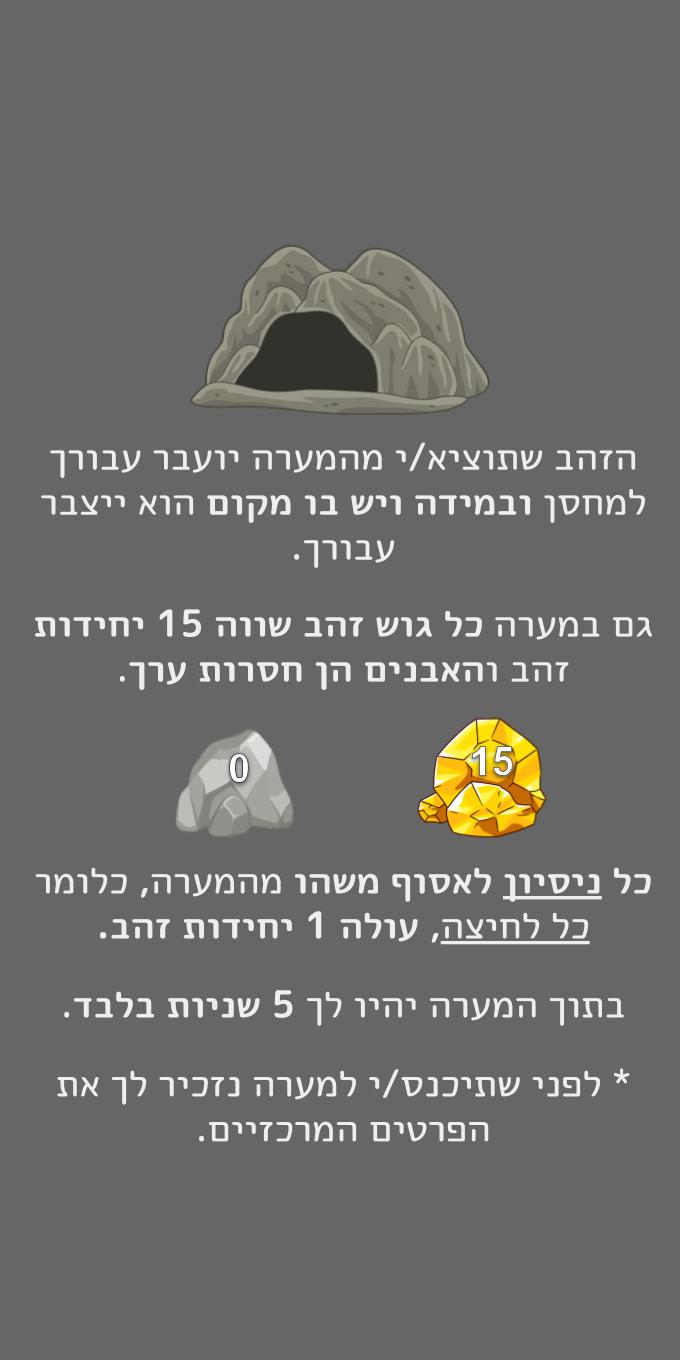 הזהב שתוציא/י מהמערה יועבר עבורך
למחסן ובמידה ויש בו מקום הוא ייצבר
עבורך.
גם במערה כל גוש זהב שווה 15 יחידות
זהב והאבנים הן חסרות ערך.
15
0
כל ניסיון לאסוף משהו מהמערה, כלומר
כל לחיצה, עולה 1 יחידות זהב.
בתוך המערה יהיו לך 5 שניות בלבד.
* לפני שתיכנס/י למערה נזכיר לך את
הפרטים המרכזיים.